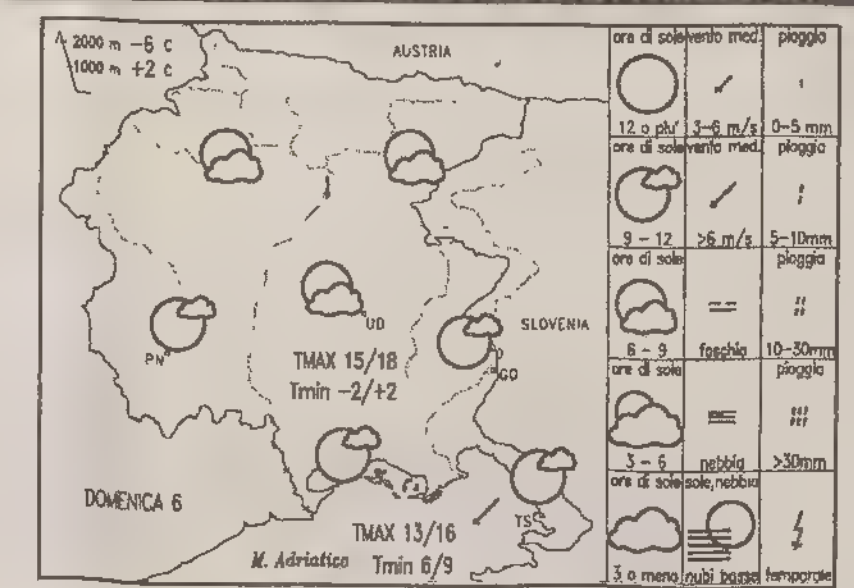 2000 m -6 c
1000 m +2 c
AUSTRIA
SLOVENIA
PN
UD
GO
TS
TMAX 15/18
Tmin -2/+2
DOMENICA 6
TMAX 13/16
Tmin 6/9
M. Adriatico
ore di sole vento med. pioggia
12 o piu' 3-6 m/s 0-5 mm
ore di sole vento med. pioggia
9 - 12 >6 m/s 5-10mm
ore di sole pioggia
6 - 9 foschia 10-30mm
ore di sole pioggia
3 - 6 nebbia >30mm
ore di sole sole,nebbia
3 o meno nubi basse temporale